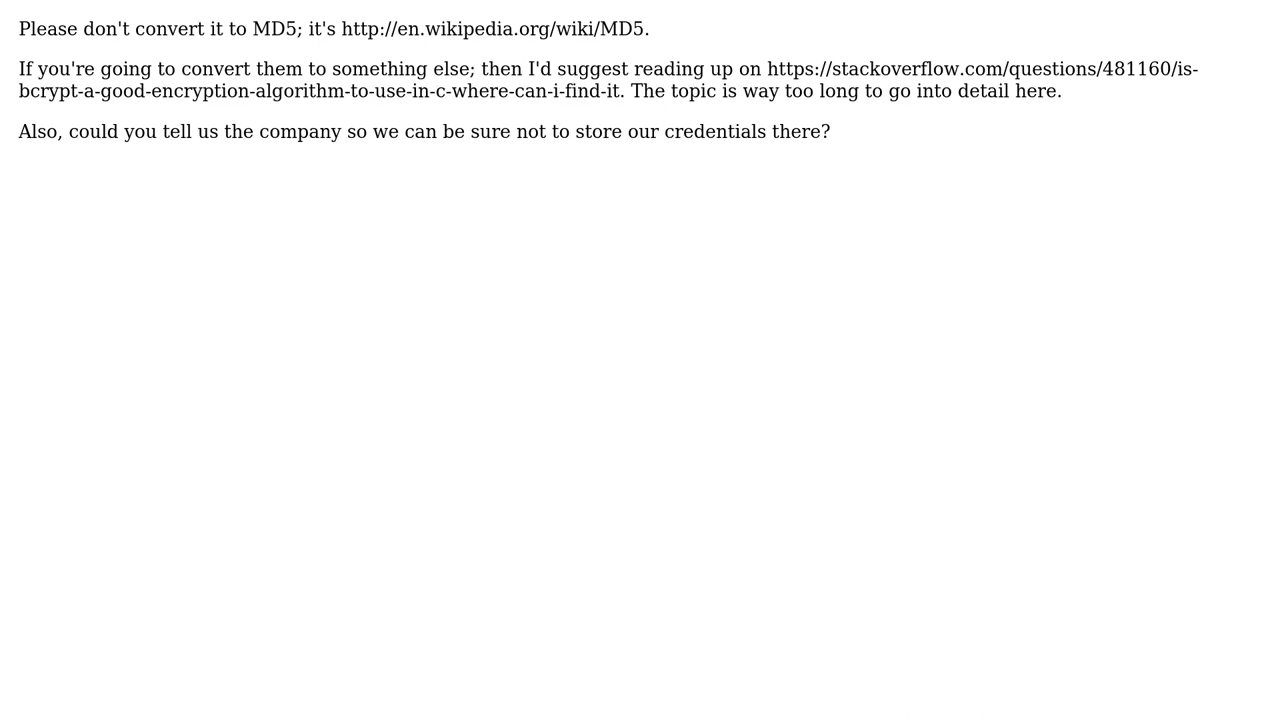 Please don't convert it to MD5; it's http://en.wikipedia.org/wiki/MD5.
If you're going to convert them to something else; then I'd suggest reading up on https://stackoverflow.com/questions/481160/is-
bcrypt-a-good-encryption-algorithm-to-use-in-c-where-can-i-find-it. The topic is way too long to go into detail here.
Also, could you tell us the company so we can be sure not to store our credentials there?